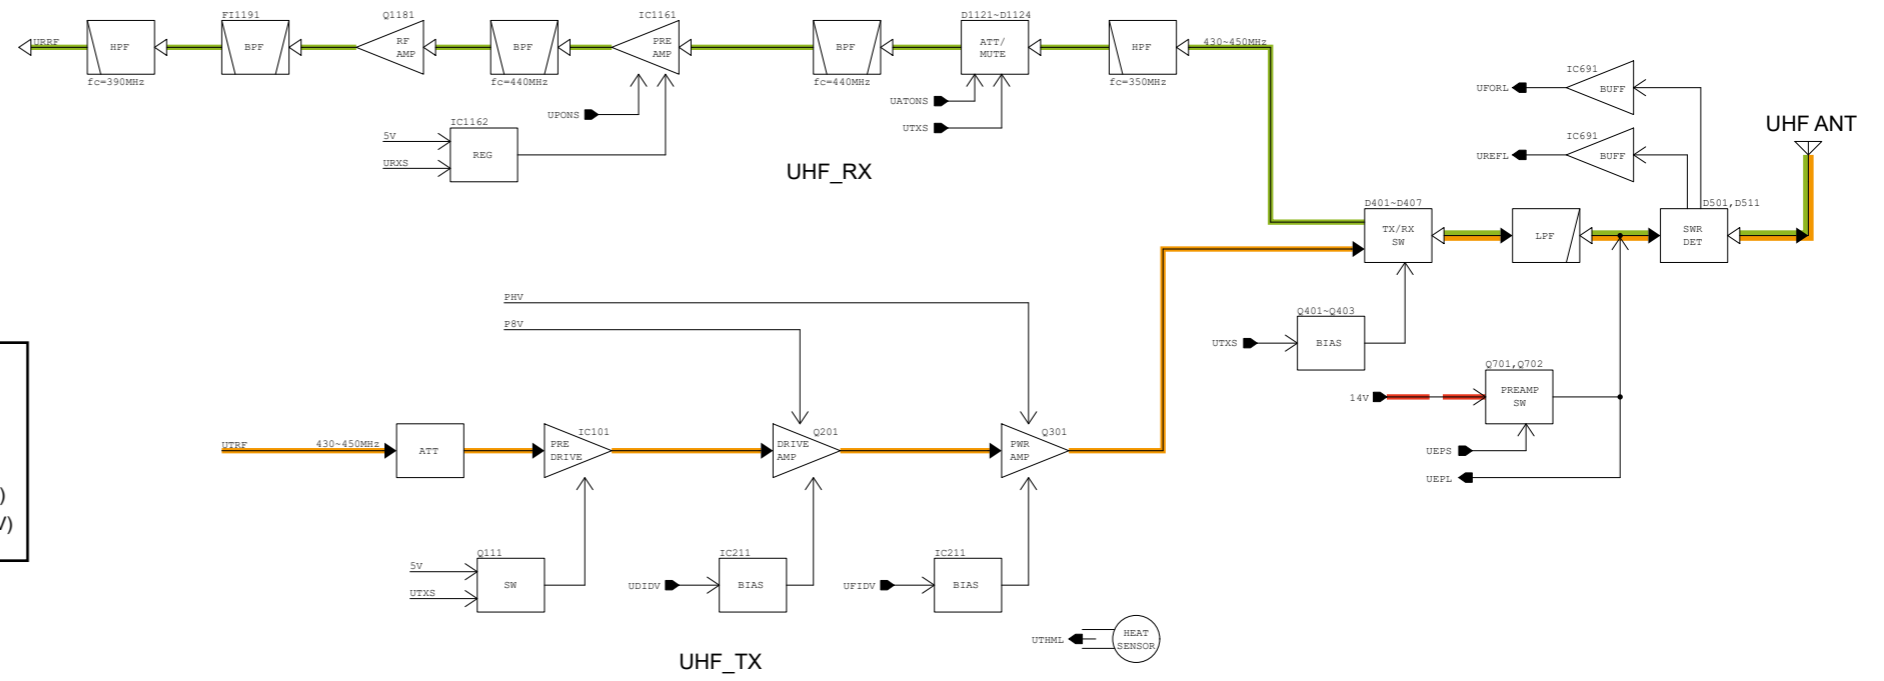 FI1191
Q1181
IC1161
D1121~D1124
URRF
HPF
BPF
RF
AMP
BPF
PRE
AMP
BPF
ATT/
MUTE
HPF
430~450MHz
fc=390MHz
fc=440MHz
fc=440MHz
fc=350MHz
UPONS
UATONS
UTXS
IC1162
5V
URXS
REG
UHF_RX
IC691
UFORL
BUFF
IC691
UREFL
BUFF
UHF ANT
D401~D407
TX/RX
SW
LPF
D501,D511
SWR
DET
PHV
P8V
Q401~Q403
UTXS
BIAS
Q701,Q702
14V
PREAMP
SW
UEPS
UEPL
UTRF
430~450MHz
ATT
IC101
PRE
DRIVE
Q201
DRIVE
AMP
Q301
PWR
AMP
)
V)
Q111
5V
UTXS
SW
IC211
UDIDV
BIAS
IC211
UFIDV
BIAS
UTHML
HEAT
SENSOR
UHF_TX